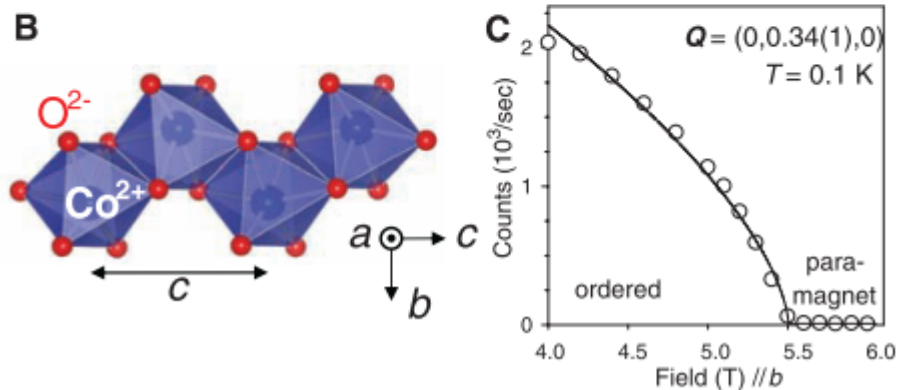 B
O2-
Co2+
c
a
c
b
C
Q = (0,0.34(1),0)
T = 0.1 K
Counts (10³/sec)
2
1
0
ordered
para-
magnet
4.0 4.5 5.0 5.5 6.0
Field (T) //b